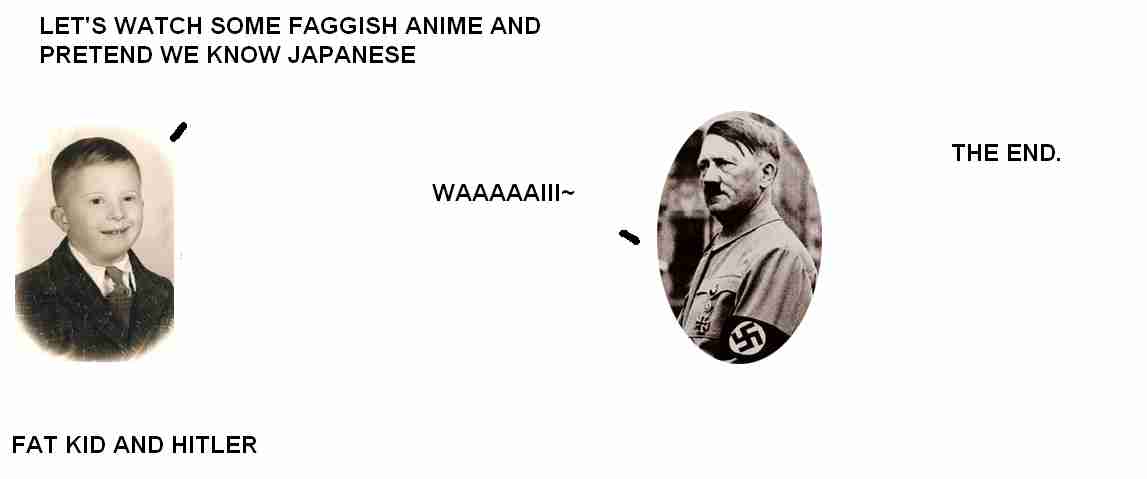 LET'S WATCH SOME FAGGISH ANIME AND
PRETEND WE KNOW JAPANESE
WAAAAAIII~
THE END.
FAT KID AND HITLER